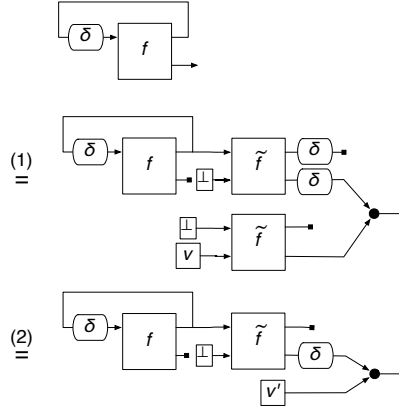 δ f
(1)
=
δ f ⊥ f̃ δ
δ
⊥
v f̃
(2)
=
δ f ⊥ f̃ δ
v'